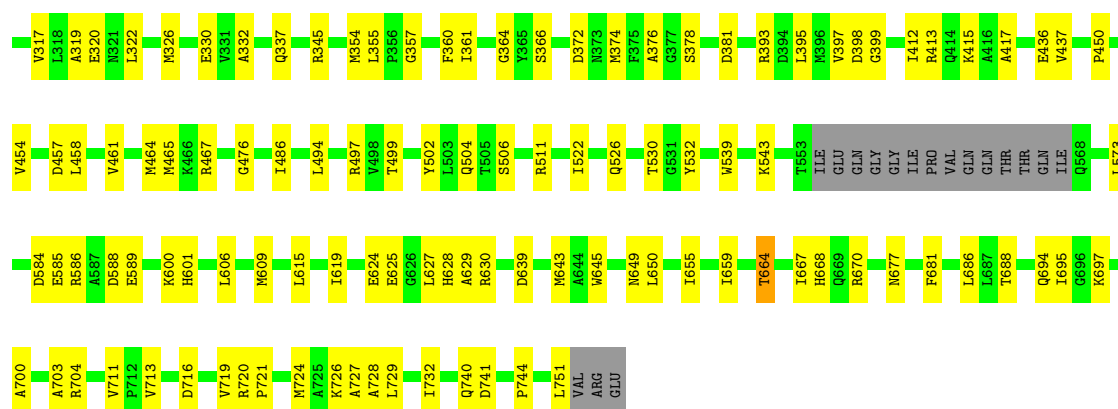 V317 L318 A319 E320 N321 L322 M326 E330 V331 A332 Q337 R345 M354 L355 P356 G357 F360 I361 G364 Y365 S366 D372 N373 M374 F375 A376 G377 S378 D381 R393 D394 L395 M396 V397 D398 G399 I412 R413 Q414 K415 A416 A417 E436 V437 P450
V454 D457 L458 V461 M464 M465 K466 R467 G476 I486 L494 R497 V498 T499 Y502 L503 Q504 T505 S506 R511 I522 Q526 T530 G531 Y532 W539 K543 T553 ILE GLU GLN GLY GLY ILE PRO VAL GLN GLN THR THR GLN ILE Q568
D584 E585 R586 A587 D588 E589 K600 H601 L606 M609 L615 I619 E624 E625 G626 L627 H628 A629 R630 D639 M643 A644 W645 N649 L650 I655 I659 T664 I667 H668 Q669 R670 N677 F681 L686 L687 T688 Q694 I695 G696 K697
A700 A703 R704 V711 P712 V713 D716 V719 R720 P721 M724 A725 K726 A727 A728 L729 I732 Q740 D741 P744 L751 VAL ARG GLU